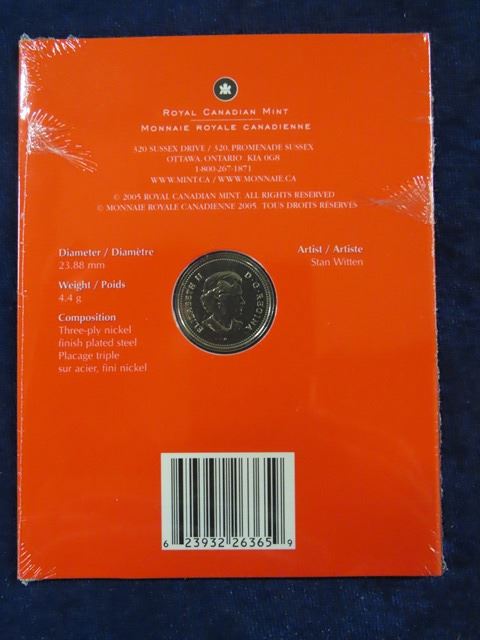 ROYAL CANADIAN MINT
MONNAIE ROYALE CANADIENNE
320 SUSSEX DRIVE / 320, PROMENADE SUSSEX
OTTAWA, ONTARIO K1A 0G8
1-800-267-1871
WWW.MINT.CA / WWW.MONNAIE.CA
© 2005 ROYAL CANADIAN MINT. ALL RIGHTS RESERVED
© MONNAIE ROYALE CANADIENNE 2005. TOUS DROITS RÉSERVÉS
Diameter / Diamètre
23.88 mm
Weight / Poids
4.4 g
Composition
Three-ply nickel
finish plated steel
Placage triple
sur acier, fini nickel
Artist / Artiste
Stan Witten
ELIZABETH II D·G·REGINA
6 23932 26365 9